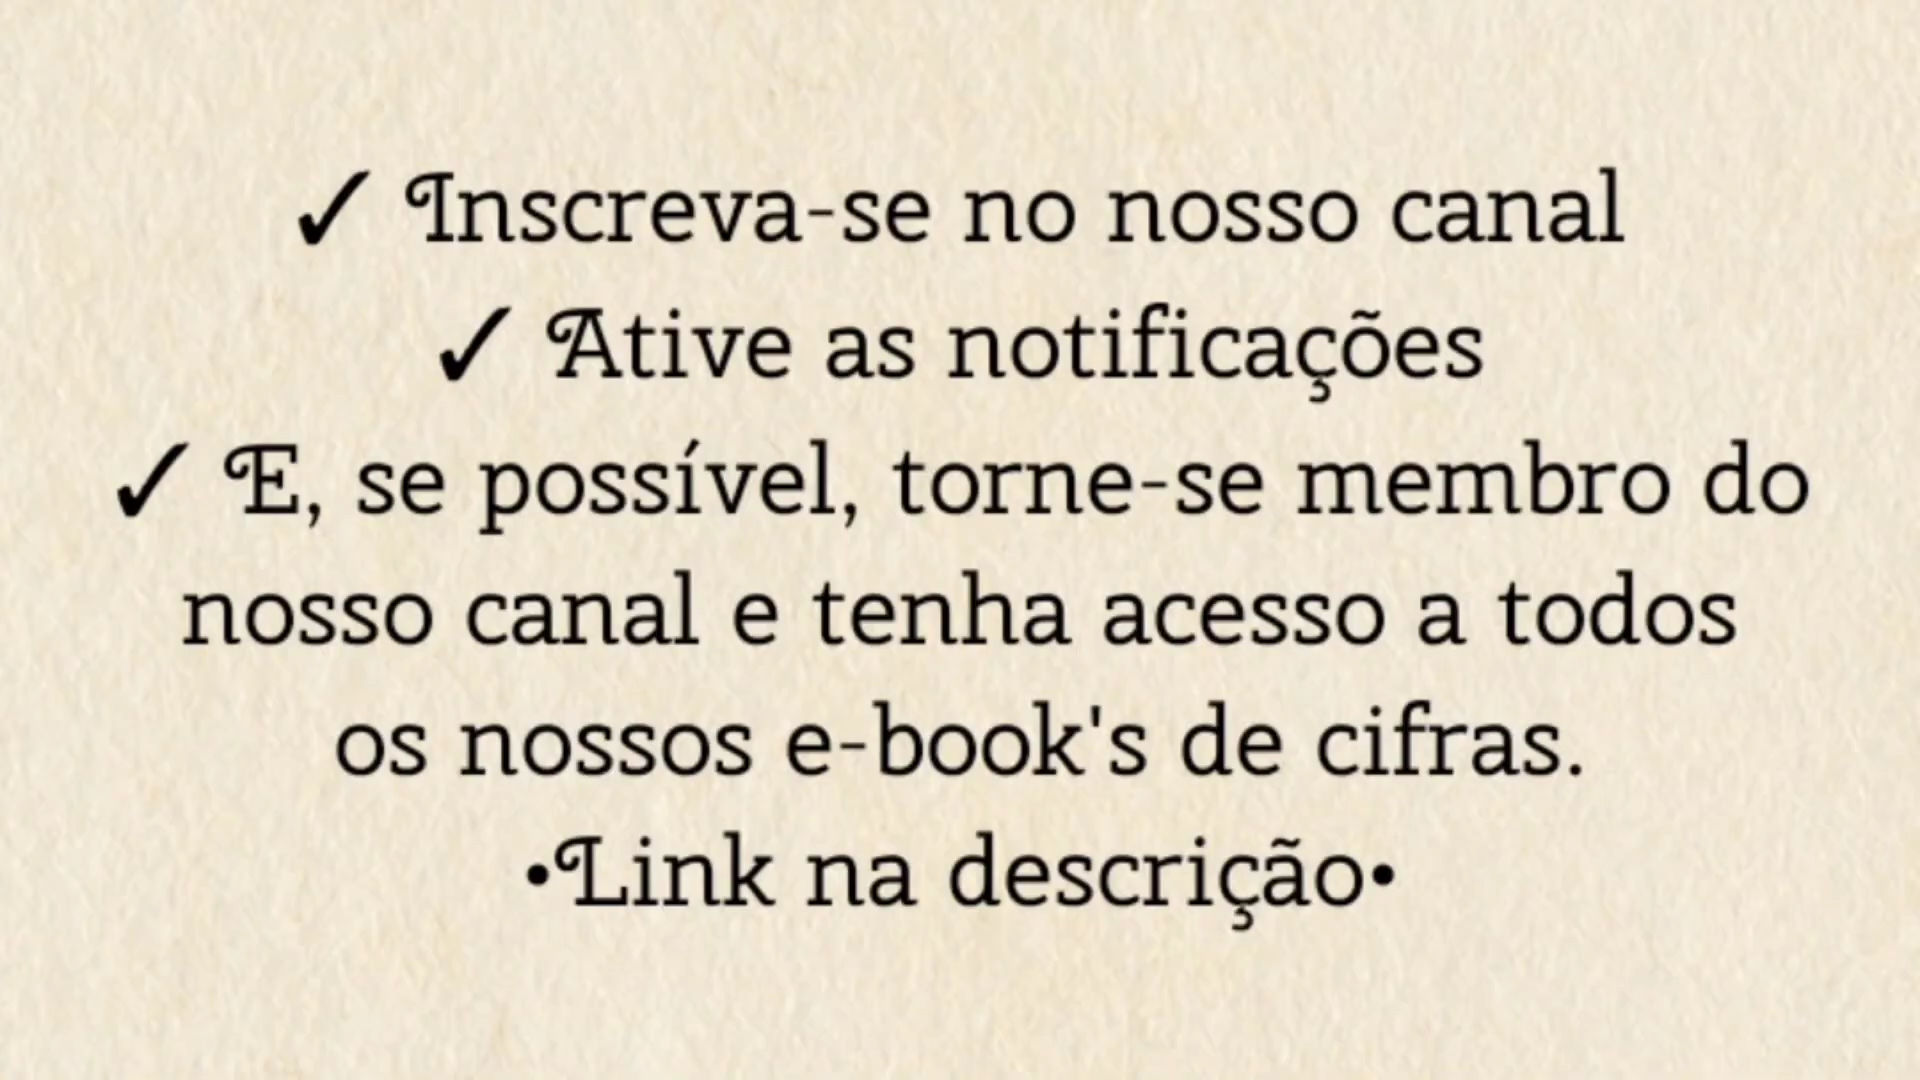 ✓ Inscreva-se no nosso canal
✓ Ative as notificações
✓ E, se possível, torne-se membro do
nosso canal e tenha acesso a todos
os nossos e-book's de cifras.
•Link na descrição•